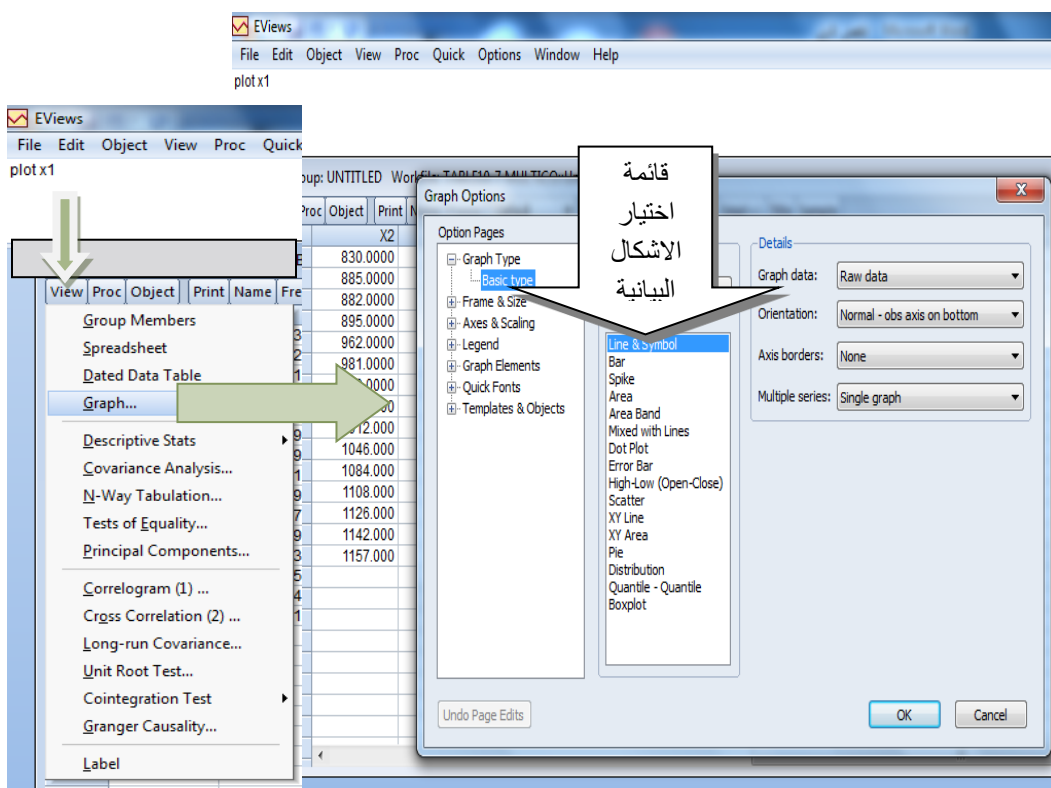 EViews
File Edit Object View Proc Quick Options Window Help
plot x1
EViews
File Edit Object View Proc Quick
plot x1
View Proc Object Print Name Fre
Group Members
Spreadsheet
Dated Data Table
Graph...
Descriptive Stats
Covariance Analysis...
N-Way Tabulation...
Tests of Equality...
Principal Components...
Correlogram (1) ...
Cross Correlation (2) ...
Long-run Covariance...
Unit Root Test...
Cointegration Test
Granger Causality...
Label
oup: UNTITLED
roc Object Print N
X2
830.0000
885.0000
882.0000
895.0000
962.0000
981.0000
1046.000
1084.000
1108.000
1126.000
1142.000
1157.000
قائمة
اختيار
الاشكال
البيانية
Graph Options
X
Option Pages
Graph Type
Basic type
Frame & Size
Axes & Scaling
Legend
Graph Elements
Quick Fonts
Templates & Objects
Line & Symbol
Bar
Spike
Area
Area Band
Mixed with Lines
Dot Plot
Error Bar
High-Low (Open-Close)
Scatter
XY Line
XY Area
Pie
Distribution
Quantile - Quantile
Boxplot
Details
Graph data: Raw data
Orientation: Normal - obs axis on bottom
Axis borders: None
Multiple series: Single graph
Undo Page Edits
OK Cancel